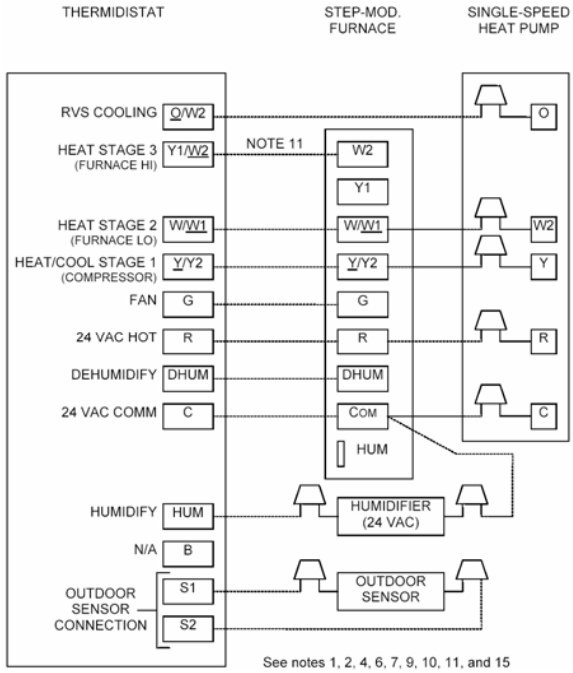 THERMIDISTAT
STEP-MOD.
FURNACE
SINGLE-SPEED
HEAT PUMP
RVS COOLING
O/W2
O
HEAT STAGE 3
(FURNACE HI)
Y1/W2
NOTE 11
W2
Y1
HEAT STAGE 2
(FURNACE LO)
W/W1
W/W1
W2
HEAT/COOL STAGE 1
(COMPRESSOR)
Y/Y2
Y/Y2
Y
FAN
G
G
24 VAC HOT
R
R
R
DEHUMIDIFY
DHUM
DHUM
24 VAC COMM
C
COM
C
HUM
HUMIDIFY
HUM
HUMIDIFIER
(24 VAC)
N/A
B
OUTDOOR
SENSOR
CONNECTION
S1
S2
OUTDOOR
SENSOR
See notes 1, 2, 4, 6, 7, 9, 10, 11, and 15